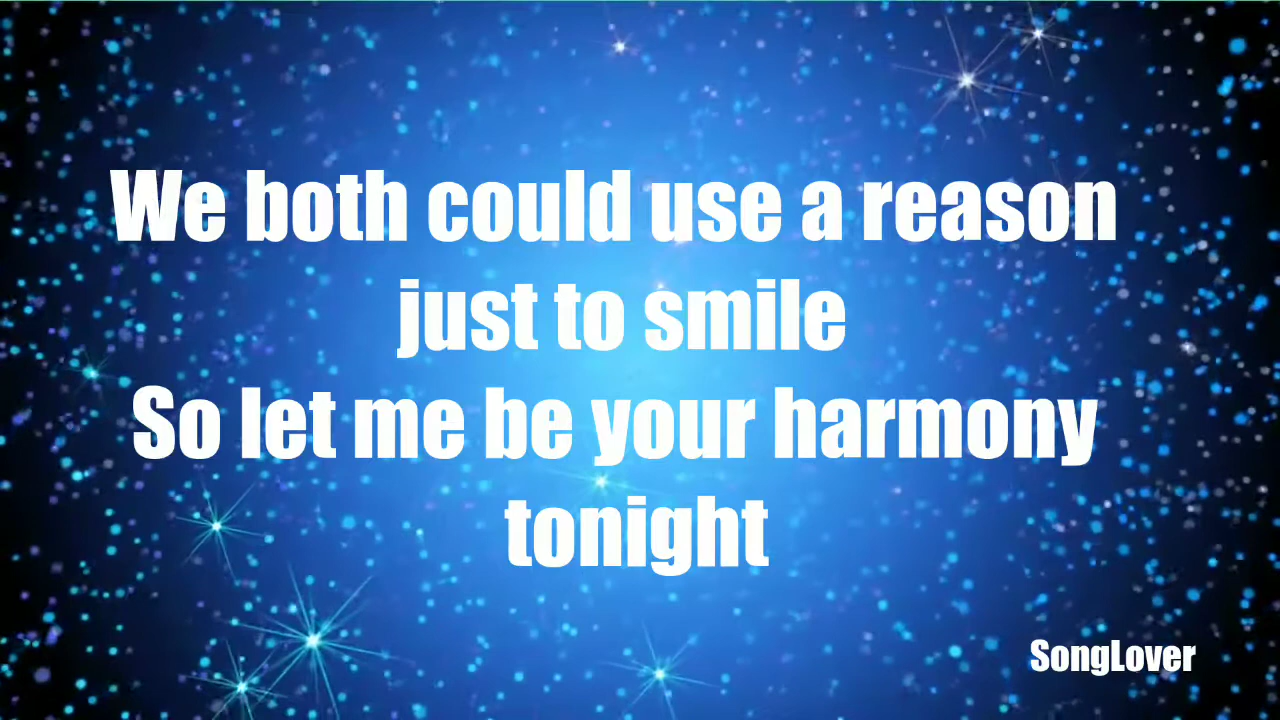 We both could use a reason
just to smile
So let me be your harmony
tonight
SongLover